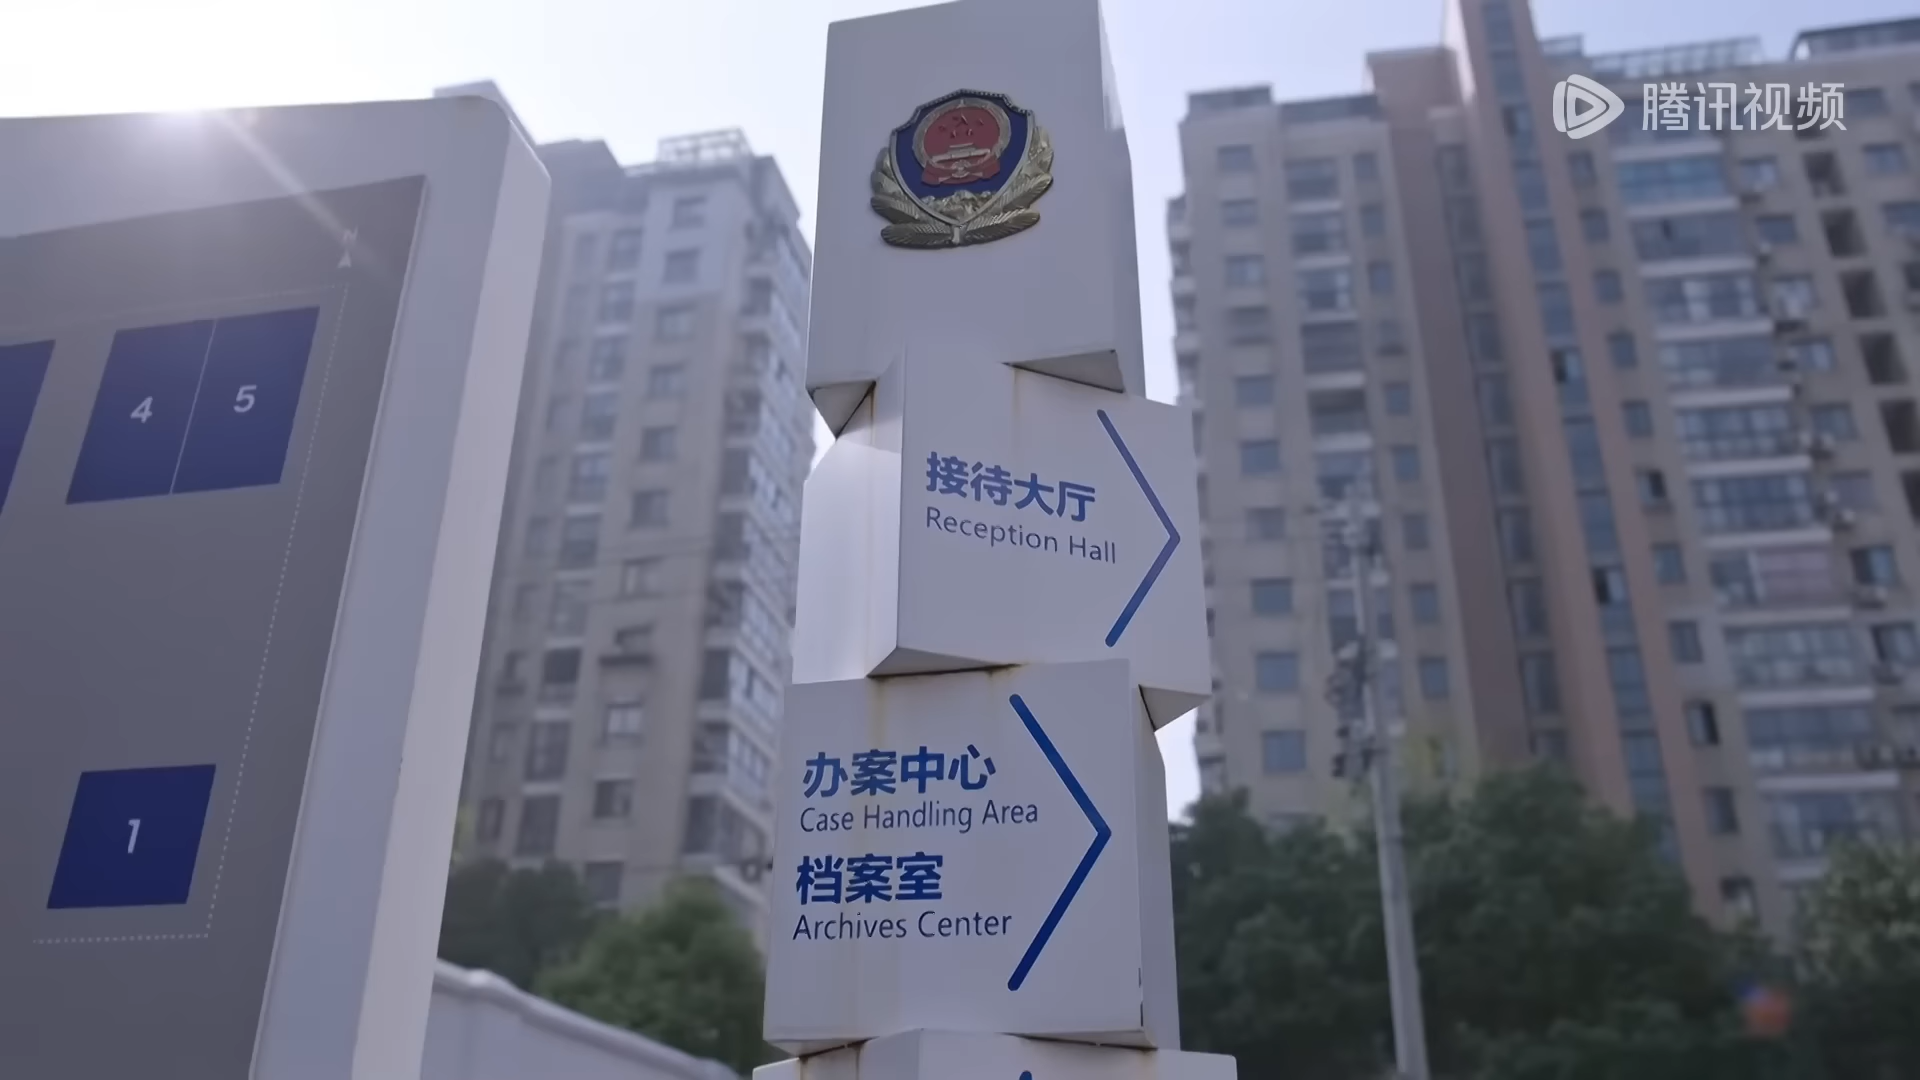 腾讯视频
N
4
5
1
接待大厅
Reception Hall
办案中心
Case Handling Area
档案室
Archives Center